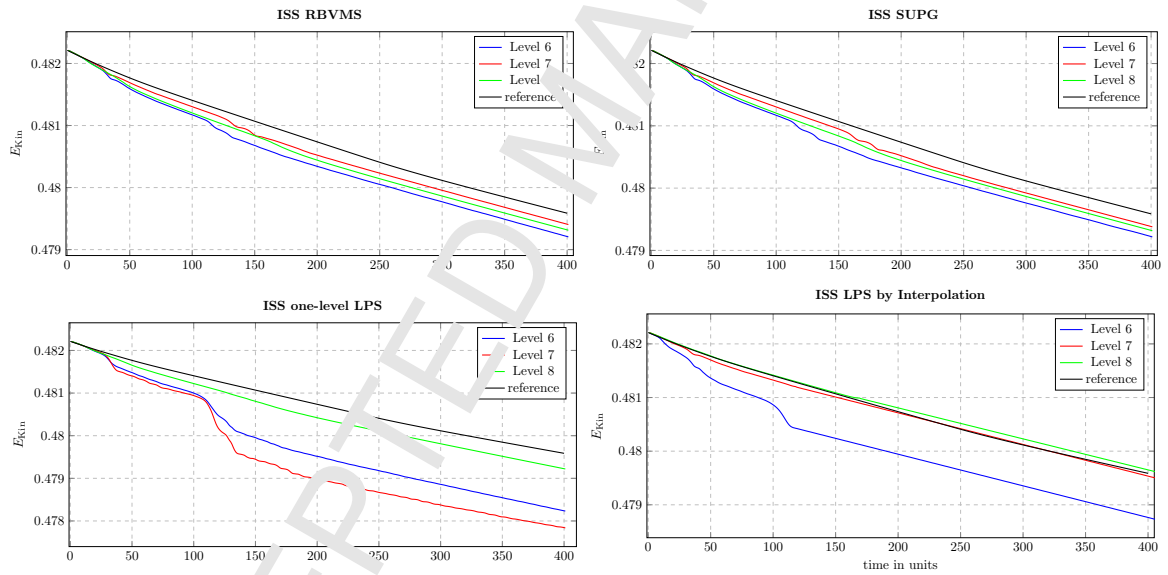 ISS RBVMS
0.482
0.481
0.48
0.479
E_Kin
0 50 100 150 200 250 300 350 400
Level 6
Level 7
Level
reference
ISS SUPG
0.481
0.48
0.479
0 50 100 150 200 250 300 350 400
Level 6
Level 7
Level 8
reference
ISS one-level LPS
0.482
0.481
0.48
0.479
0.478
E_Kin
0 50 100 150 200 250 300 350 400
Level 6
Level 7
Level 8
reference
ISS LPS by Interpolation
0.482
0.481
0.48
0.479
E_Kin
0 50 100 150 200 250 300 350 400
time in units
Level 6
Level 7
Level 8
reference